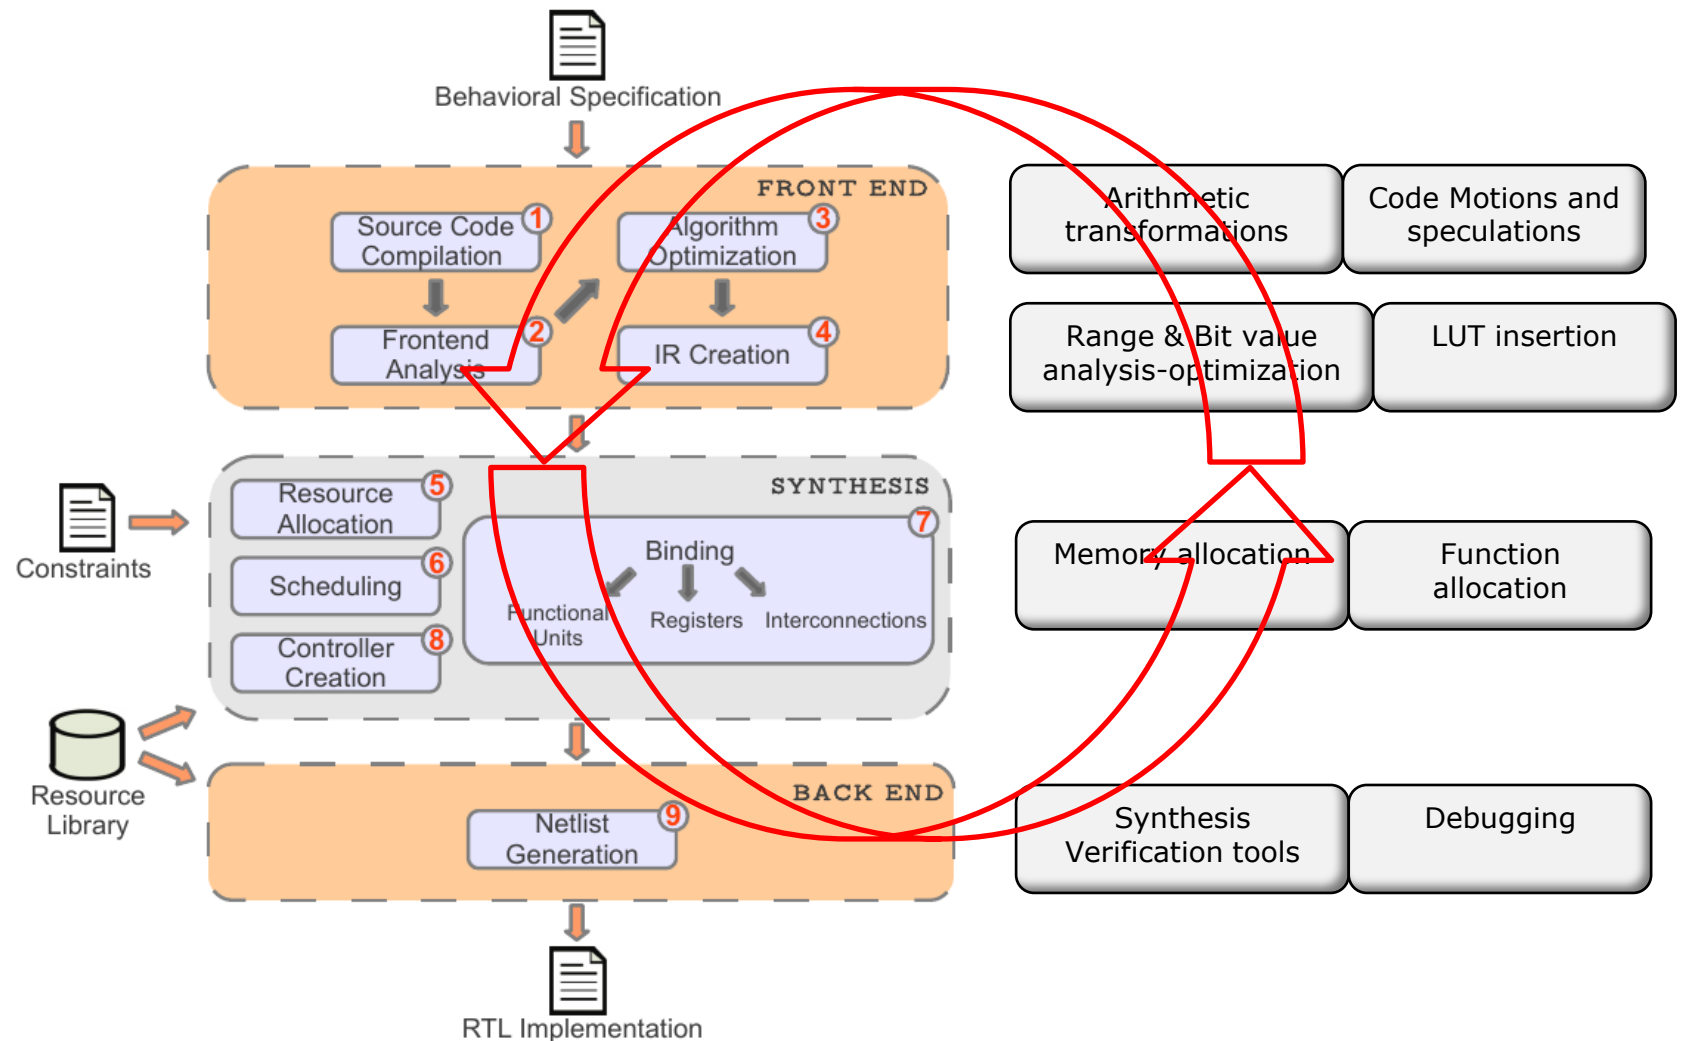 Behavioral Specification
FRONT END
1
Source Code
Compilation
2
Frontend
Analysis
3
Algorithm
Optimization
4
IR Creation
Arithmetic
transformations
Code Motions and
speculations
Range & Bit value
analysis-optimization
LUT insertion
Constraints
SYNTHESIS
5
Resource
Allocation
6
Scheduling
8
Controller
Creation
7
Binding
Functional
Units
Registers
Interconnections
Memory allocation
Function
allocation
Resource
Library
BACK END
9
Netlist
Generation
Synthesis
Verification tools
Debugging
RTL Implementation